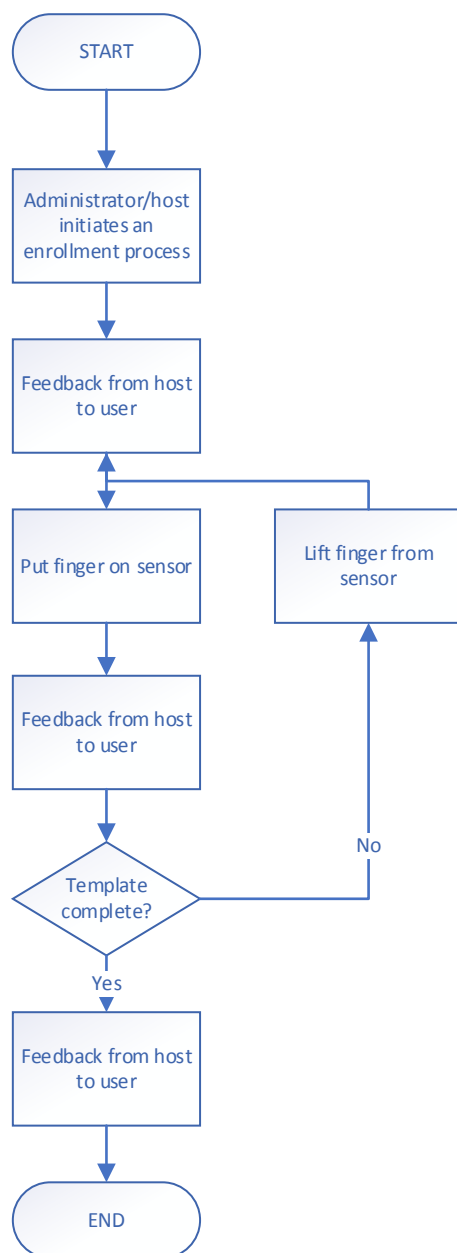 START
Administrator/host
initiates an
enrollment process
Feedback from host
to user
Put finger on sensor
Lift finger from
sensor
Feedback from host
to user
No
Template
complete?
Yes
Feedback from host
to user
END